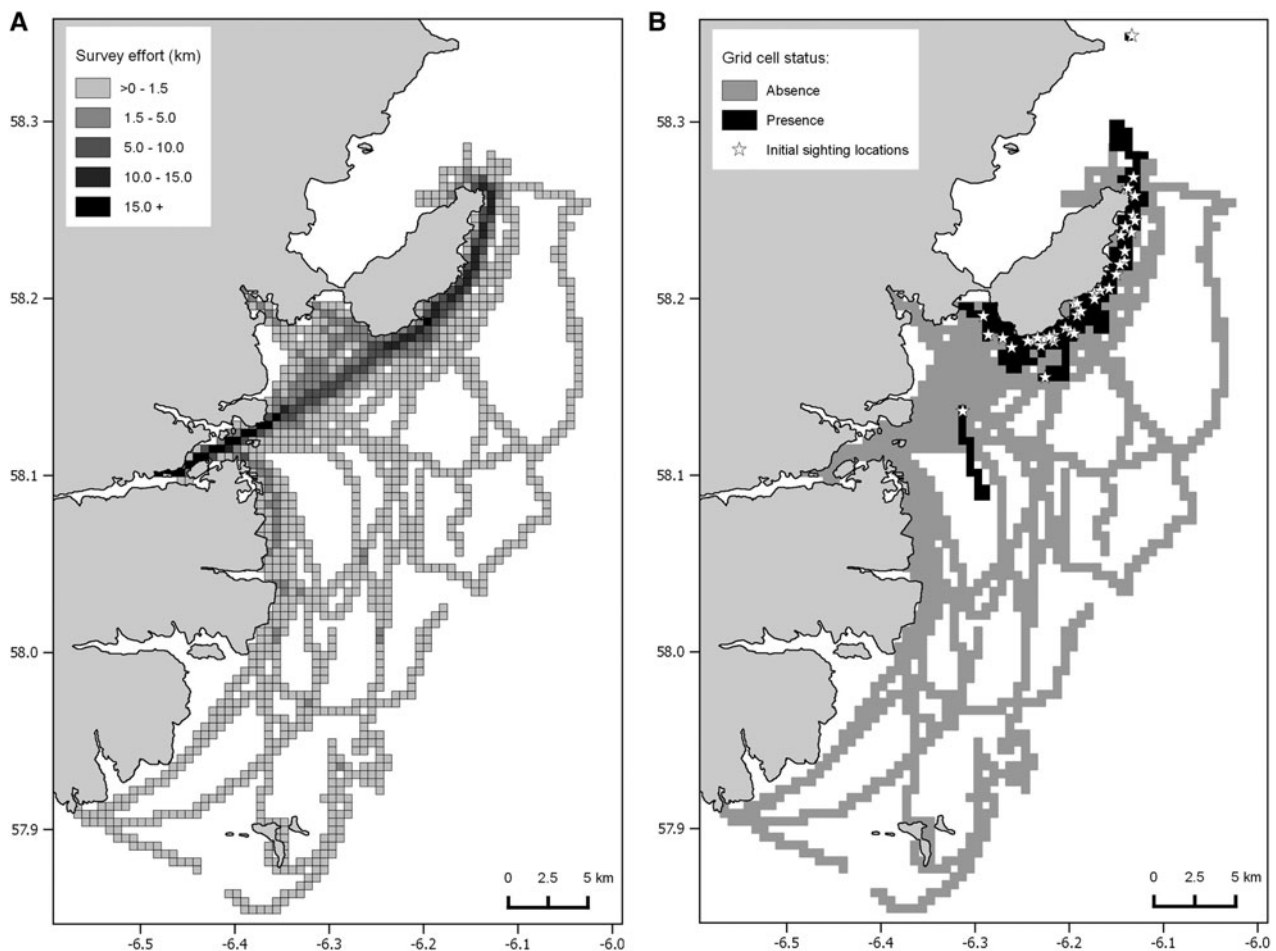 A
Survey effort (km)
>0 - 1.5
1.5 - 5.0
5.0 - 10.0
10.0 - 15.0
15.0 +
58.3
58.2
58.1
58.0
57.9
0 2.5 5 km
-6.5 -6.4 -6.3 -6.2 -6.1 -6.0
B
Grid cell status:
Absence
Presence
Initial sighting locations
58.3
58.2
58.1
58.0
57.9
0 2.5 5 km
-6.5 -6.4 -6.3 -6.2 -6.1 -6.0